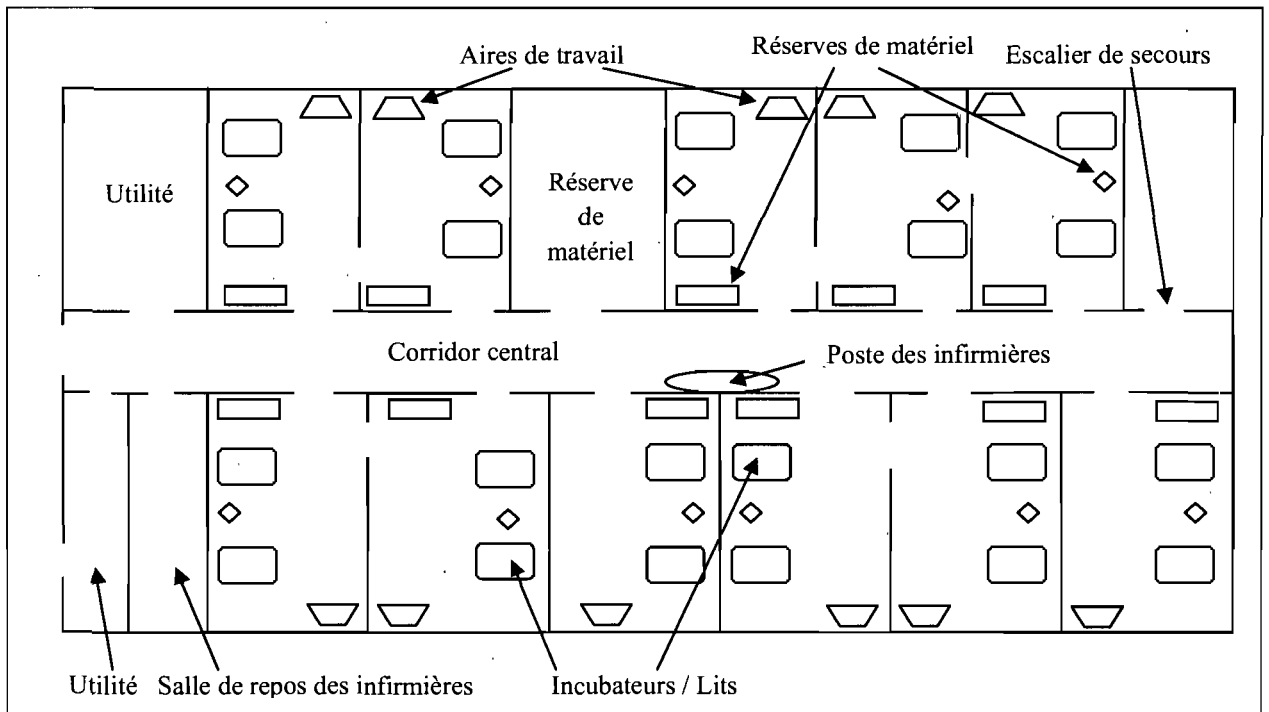 Aires de travail
Réserves de matériel
Escalier de secours
Utilité
Réserve
de
matériel
Corridor central
Poste des infirmières
Utilité
Salle de repos des infirmières
Incubateurs / Lits